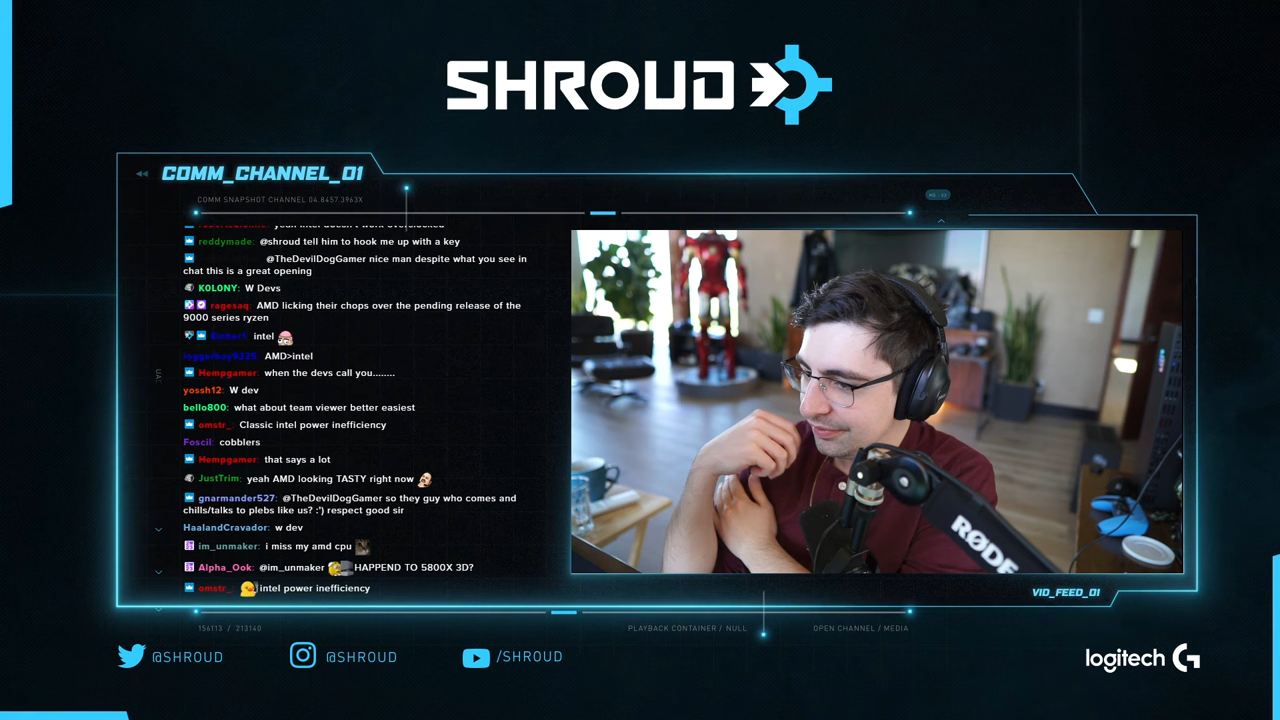 SHROUD
COMM_CHANNEL_01
COMM SNAPSHOT CHANNEL 04.8457.3963X
yeah intel doesn't work overclocked
reddymade: @shroud tell him to hook me up with a key
@TheDevilDogGamer nice man despite what you see in
chat this is a great opening
K0L0NY: W Devs
ragesaq: AMD licking their chops over the pending release of the
9000 series ryzen
intel
AMD>intel
Hempgamer: when the devs call you........
yossh12: W dev
bello800: what about team viewer better easiest
omstr_: Classic intel power inefficiency
Foscil: cobblers
Hempgamer: that says a lot
JustTrim: yeah AMD looking TASTY right now
gnarmander527: @TheDevilDogGamer so they guy who comes and
chills/talks to plebs like us? :') respect good sir
HaalandCravador: w dev
im_unmaker: i miss my amd cpu
Alpha_Ook: @im_unmaker HAPPEND TO 5800X 3D?
omstr_: intel power inefficiency
RØDE
VID_FEED_01
156113 / 213140
PLAYBACK CONTAINER / NULL
OPEN CHANNEL / MEDIA
@SHROUD
@SHROUD
/SHROUD
logitech G